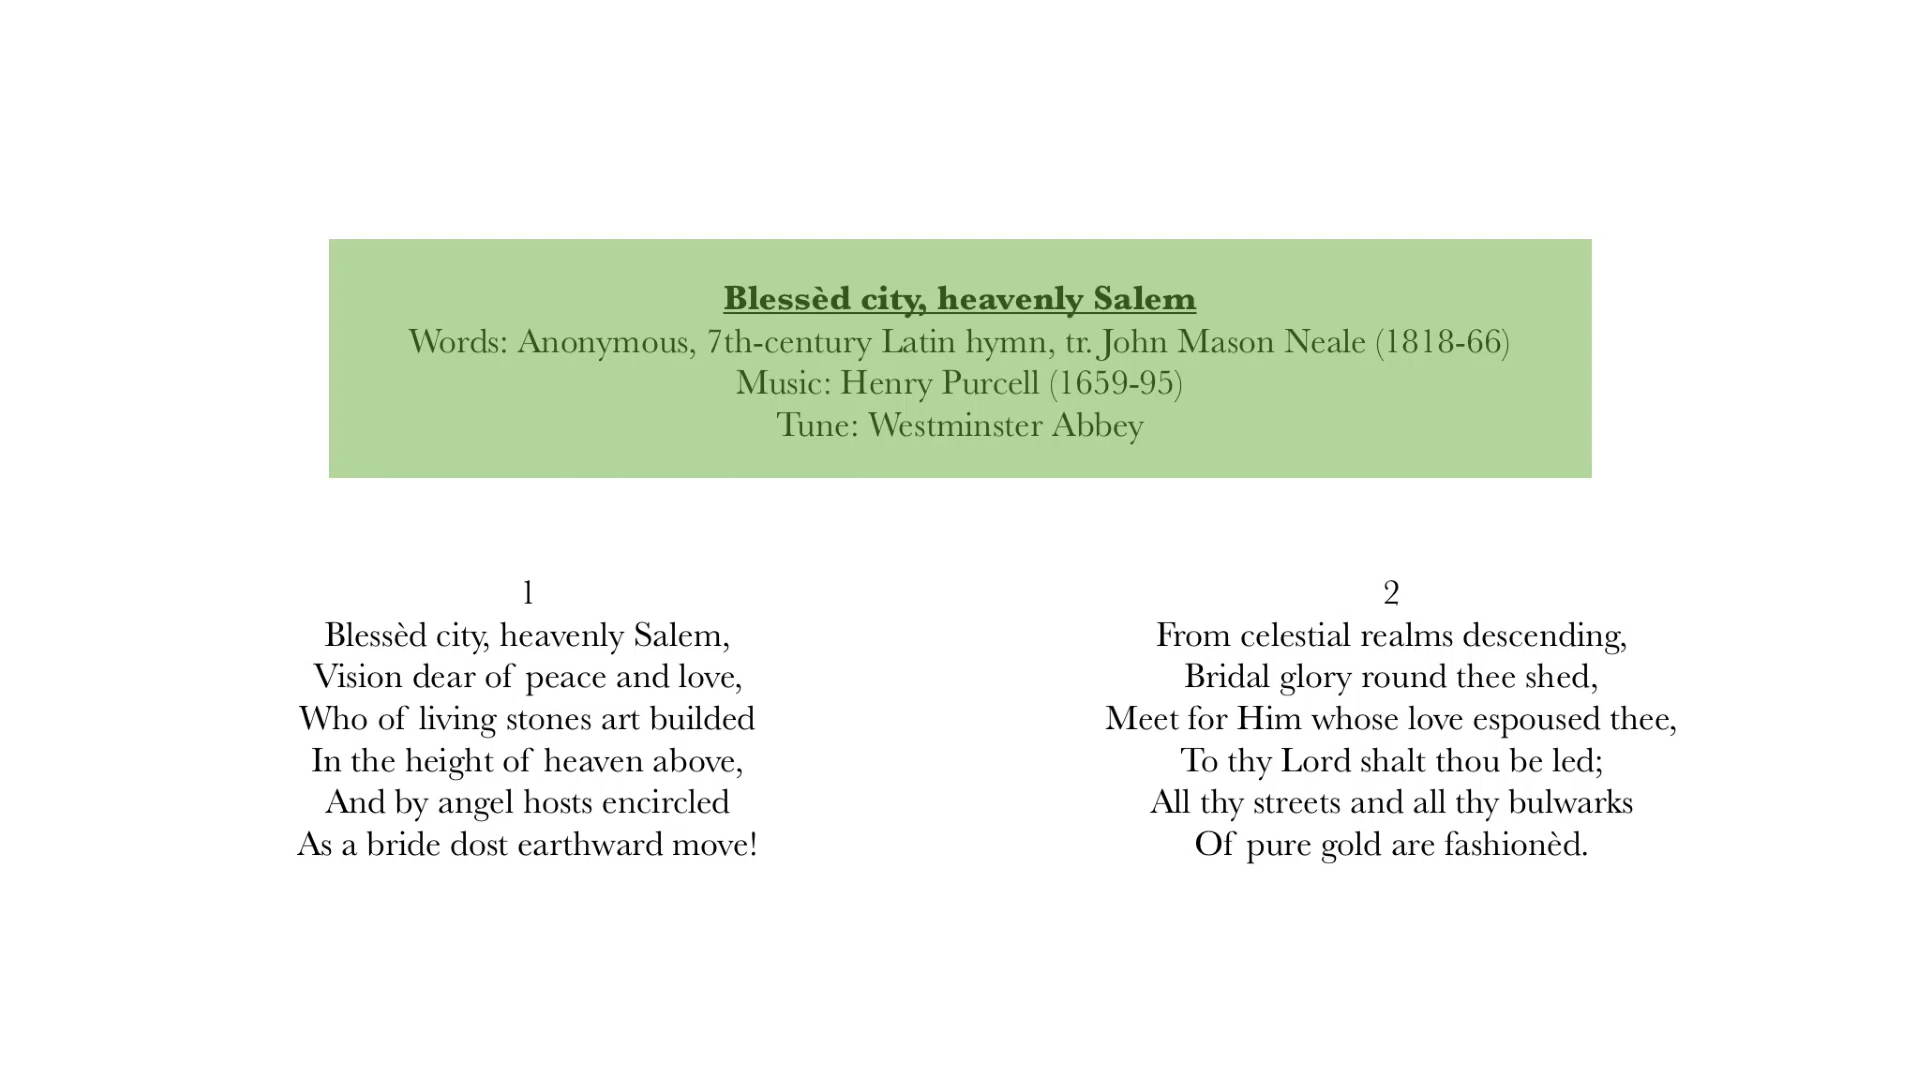 Blessèd city, heavenly Salem
Words: Anonymous, 7th-century Latin hymn, tr. John Mason Neale (1818-66)
Music: Henry Purcell (1659-95)
Tune: Westminster Abbey
1
Blessèd city, heavenly Salem,
Vision dear of peace and love,
Who of living stones art builded
In the height of heaven above,
And by angel hosts encircled
As a bride dost earthward move!
2
From celestial realms descending,
Bridal glory round thee shed,
Meet for Him whose love espoused thee,
To thy Lord shalt thou be led;
All thy streets and all thy bulwarks
Of pure gold are fashionèd.